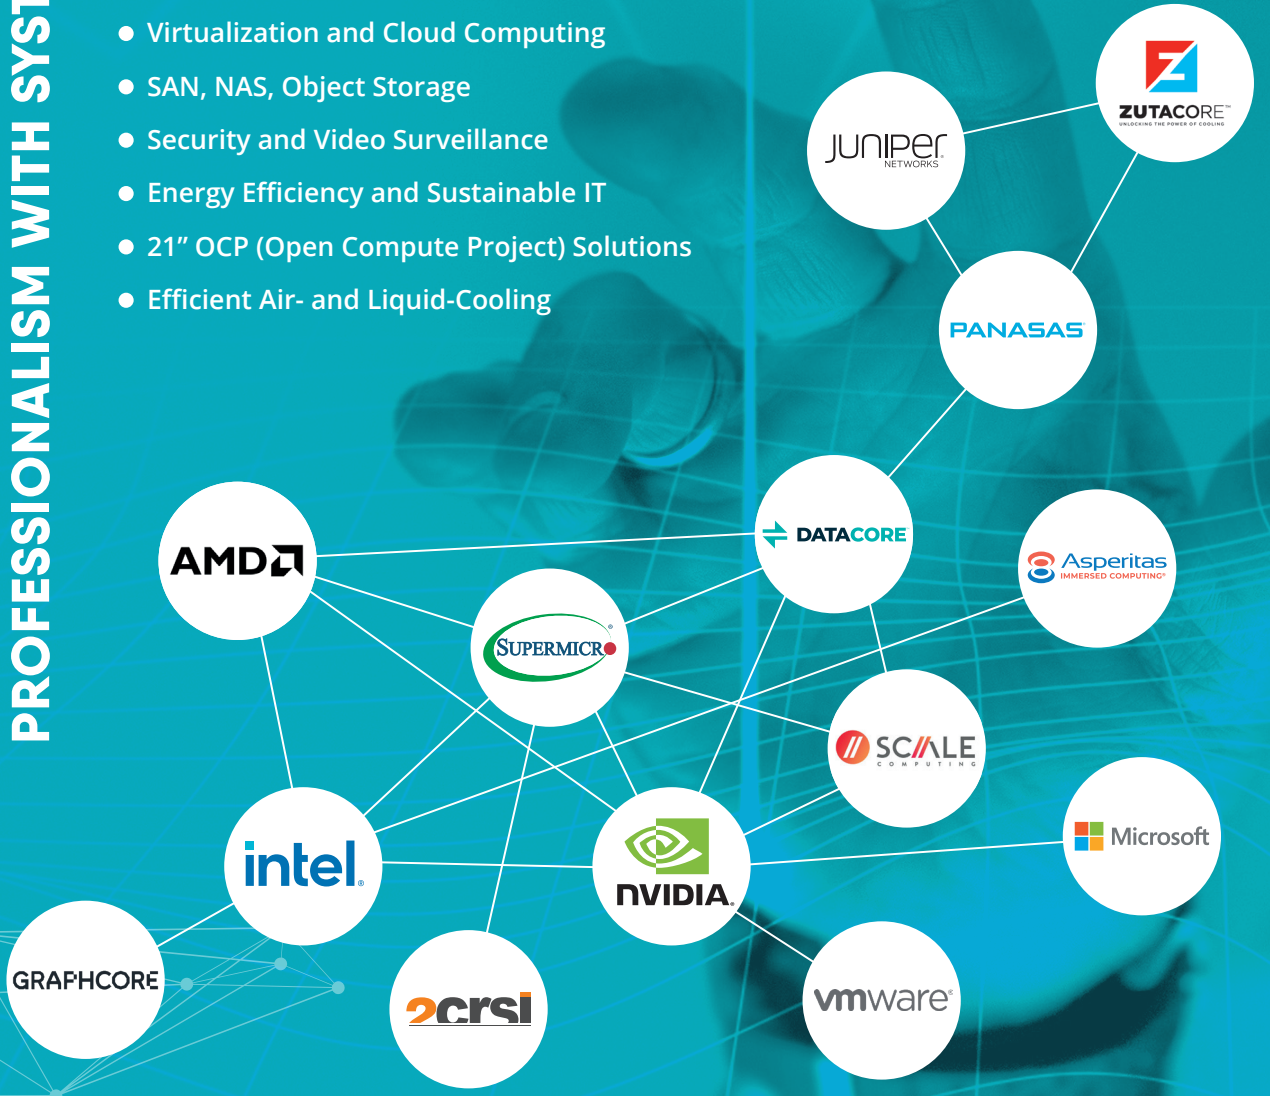 PROFESSIONALISM WITH SYST
Virtualization and Cloud Computing
SAN, NAS, Object Storage
Security and Video Surveillance
Energy Efficiency and Sustainable IT
21” OCP (Open Compute Project) Solutions
Efficient Air- and Liquid-Cooling
ZUTACORE™
UNLOCKING THE POWER OF COOLING
JUNIPer
NETWORKS
PANASAS
DATACORE
AMD
Asperitas
IMMERSED COMPUTING®
SUPERMICR
SCALE
COMPUTING
Microsoft
intel.
NVIDIA.
GRAPHCORE
2crsi
vmware®